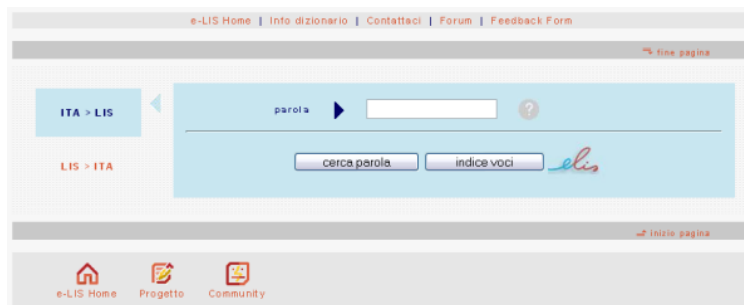 e-LIS Home | Info dizionario | Contattaci | Forum | Feedback Form
fine pagina
ITA > LIS
parola
?
LIS > ITA
cerca parola
indice voci
elis
inizio pagina
e-LIS Home
Progetto
Community